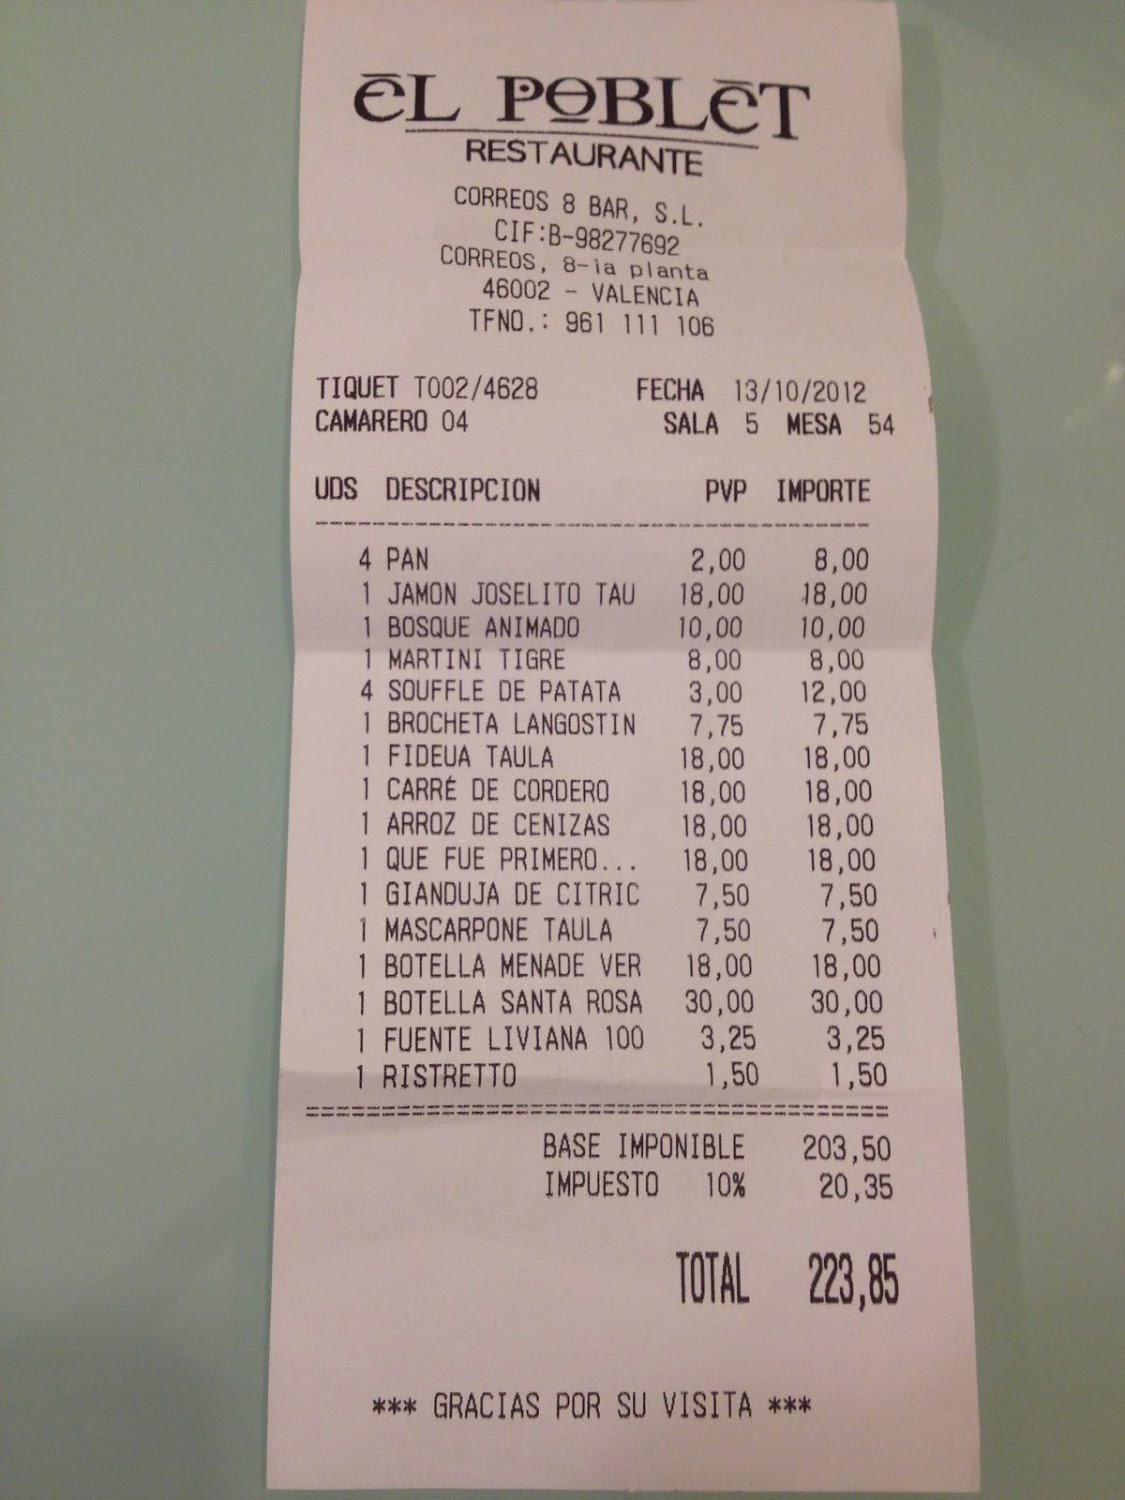 ēL POBLēT
RESTAURANTE
CORREOS 8 BAR, S.L.
CIF:B-98277692
CORREOS, 8-1a planta
46002 - VALENCIA
TFNO.: 961 111 106
TIQUET T002/4628 FECHA 13/10/2012
CAMARERO 04 SALA 5 MESA 54
UDS DESCRIPCION PVP IMPORTE
4 PAN 2,00 8,00
1 JAMON JOSELITO TAU 18,00 18,00
1 BOSQUE ANIMADO 10,00 10,00
1 MARTINI TIGRE 8,00 8,00
4 SOUFFLE DE PATATA 3,00 12,00
1 BROCHETA LANGOSTIN 7,75 7,75
1 FIDEUA TAULA 18,00 18,00
1 CARRÉ DE CORDERO 18,00 18,00
1 ARROZ DE CENIZAS 18,00 18,00
1 QUE FUE PRIMERO... 18,00 18,00
1 GIANDUJA DE CITRIC 7,50 7,50
1 MASCARPONE TAULA 7,50 7,50
1 BOTELLA MENADE VER 18,00 18,00
1 BOTELLA SANTA ROSA 30,00 30,00
1 FUENTE LIVIANA 100 3,25 3,25
1 RISTRETTO 1,50 1,50
BASE IMPONIBLE 203,50
IMPUESTO 10% 20,35
TOTAL 223,85
*** GRACIAS POR SU VISITA ***